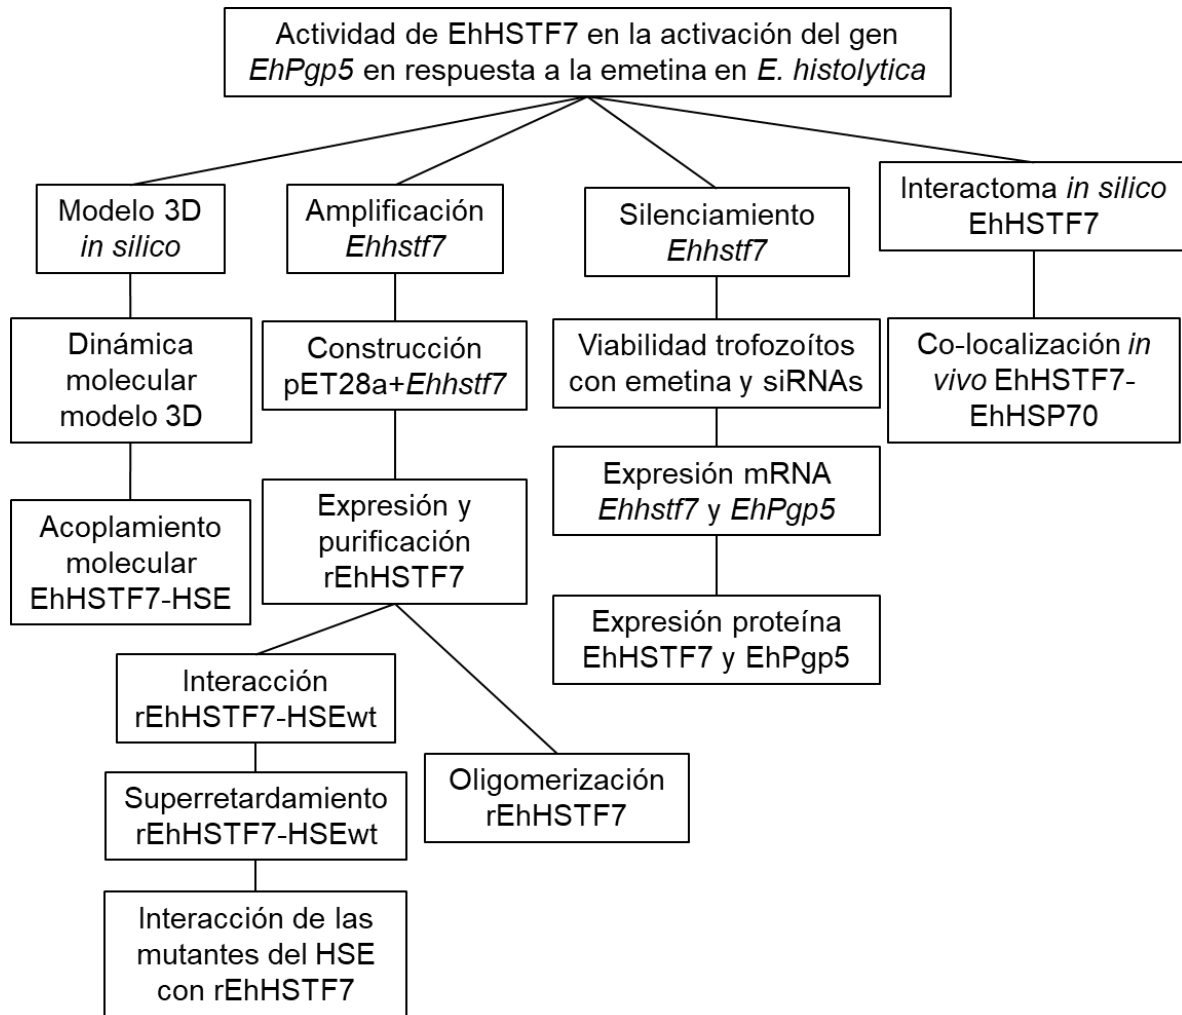 Actividad de EhHSTF7 en la activación del gen
EhPgp5 en respuesta a la emetina en E. histolytica
Modelo 3D
in silico
Dinámica
molecular
modelo 3D
Acoplamiento
molecular
EhHSTF7-HSE
Amplificación
Ehhstf7
Construcción
pET28a+Ehhstf7
Expresión y
purificación
rEhHSTF7
Interacción
rEhHSTF7-HSEwt
Superretardamiento
rEhHSTF7-HSEwt
Interacción de las
mutantes del HSE
con rEhHSTF7
Oligomerización
rEhHSTF7
Silenciamiento
Ehhstf7
Viabilidad trofozoítos
con emetina y siRNAs
Expresión mRNA
Ehhstf7 y EhPgp5
Expresión proteína
EhHSTF7 y EhPgp5
Interactoma in silico
EhHSTF7
Co-localización in
vivo EhHSTF7-
EhHSP70